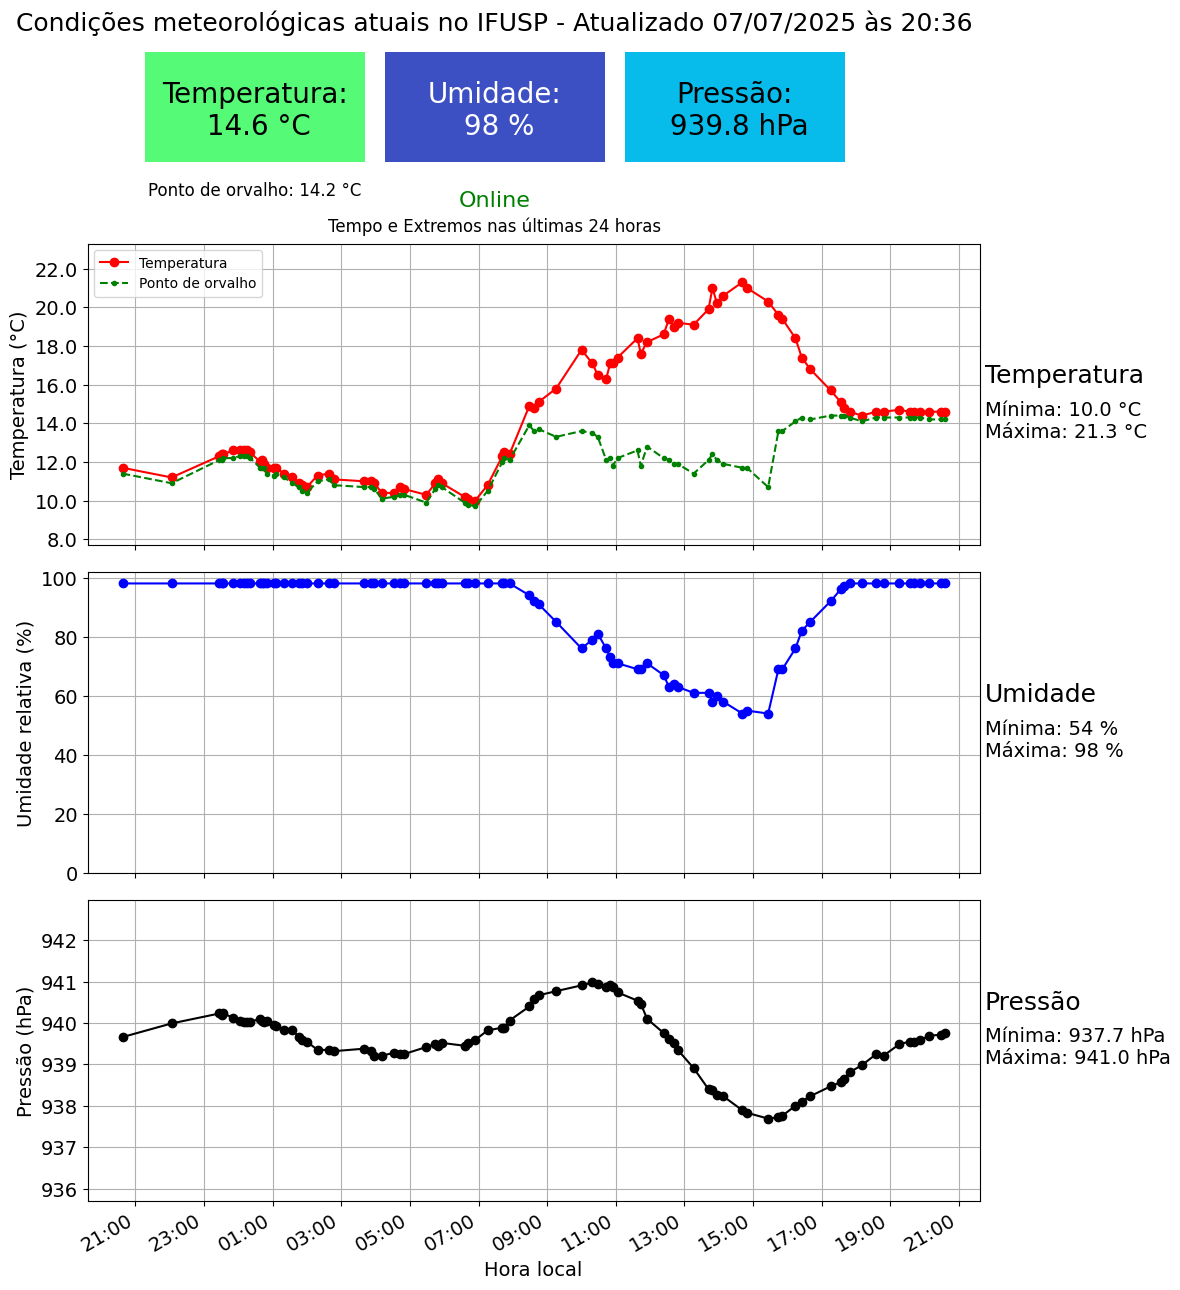 Condições meteorológicas atuais no IFUSP - Atualizado 07/07/2025 às 20:36
Temperatura:
14.6 °C
Umidade:
98 %
Pressão:
939.8 hPa
Ponto de orvalho: 14.2 °C
Online
Tempo e Extremos nas últimas 24 horas
Temperatura
Ponto de orvalho
Temperatura (°C)
22.0
20.0
18.0
16.0
14.0
12.0
10.0
8.0
Temperatura
Mínima: 10.0 °C
Máxima: 21.3 °C
Umidade relativa (%)
100
80
60
40
20
0
Umidade
Mínima: 54 %
Máxima: 98 %
Pressão (hPa)
942
941
940
939
938
937
936
Pressão
Mínima: 937.7 hPa
Máxima: 941.0 hPa
21:00
23:00
01:00
03:00
05:00
07:00
09:00
11:00
13:00
15:00
17:00
19:00
21:00
Hora local